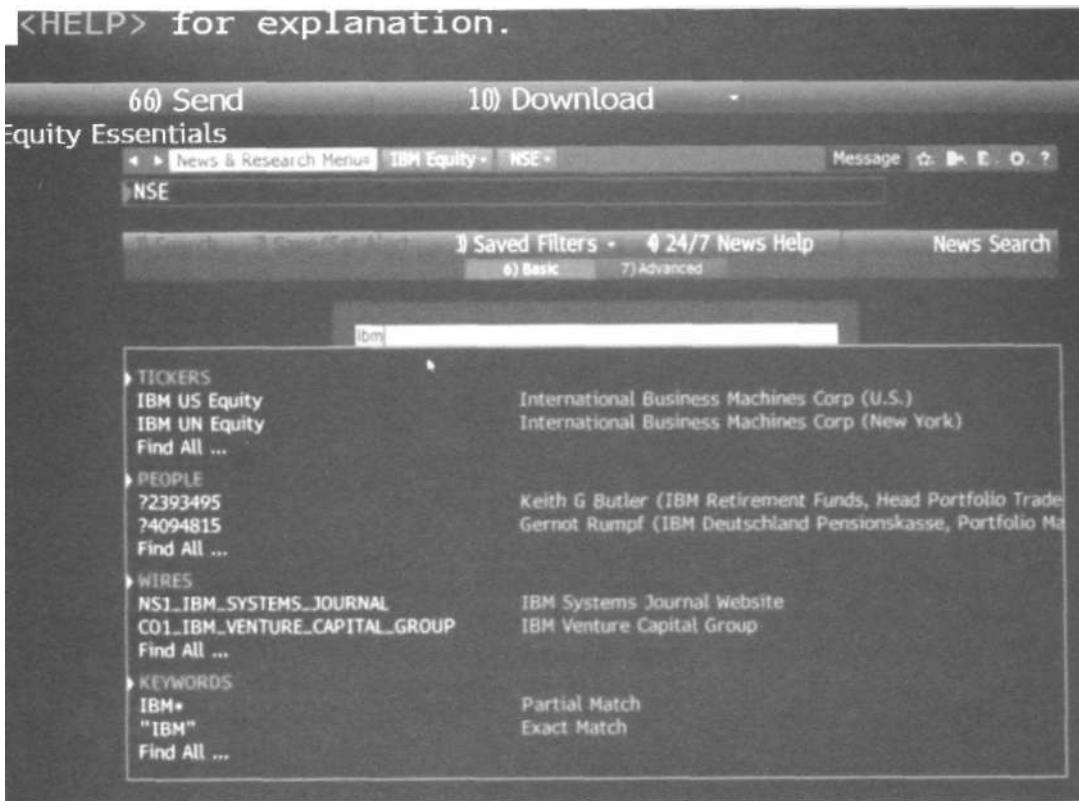 <HELP> for explanation.
66) Send 10) Download
Equity Essentials
News & Research Menu IBM Equity NSE Message ?
NSE
Saved Filters 24/7 News Help News Search
6) Basic 7) Advanced
ibm
TICKERS
IBM US Equity International Business Machines Corp (U.S.)
IBM UN Equity International Business Machines Corp (New York)
Find All ...
PEOPLE
?2393495 Keith G Butler (IBM Retirement Funds, Head Portfolio Trade
?4094815 Gernot Rumpf (IBM Deutschland Pensionskasse, Portfolio Ma
Find All ...
WIRES
NS1_IBM_SYSTEMS_JOURNAL IBM Systems Journal Website
CO1_IBM_VENTURE_CAPITAL_GROUP IBM Venture Capital Group
Find All ...
KEYWORDS
IBM* Partial Match
"IBM" Exact Match
Find All ...